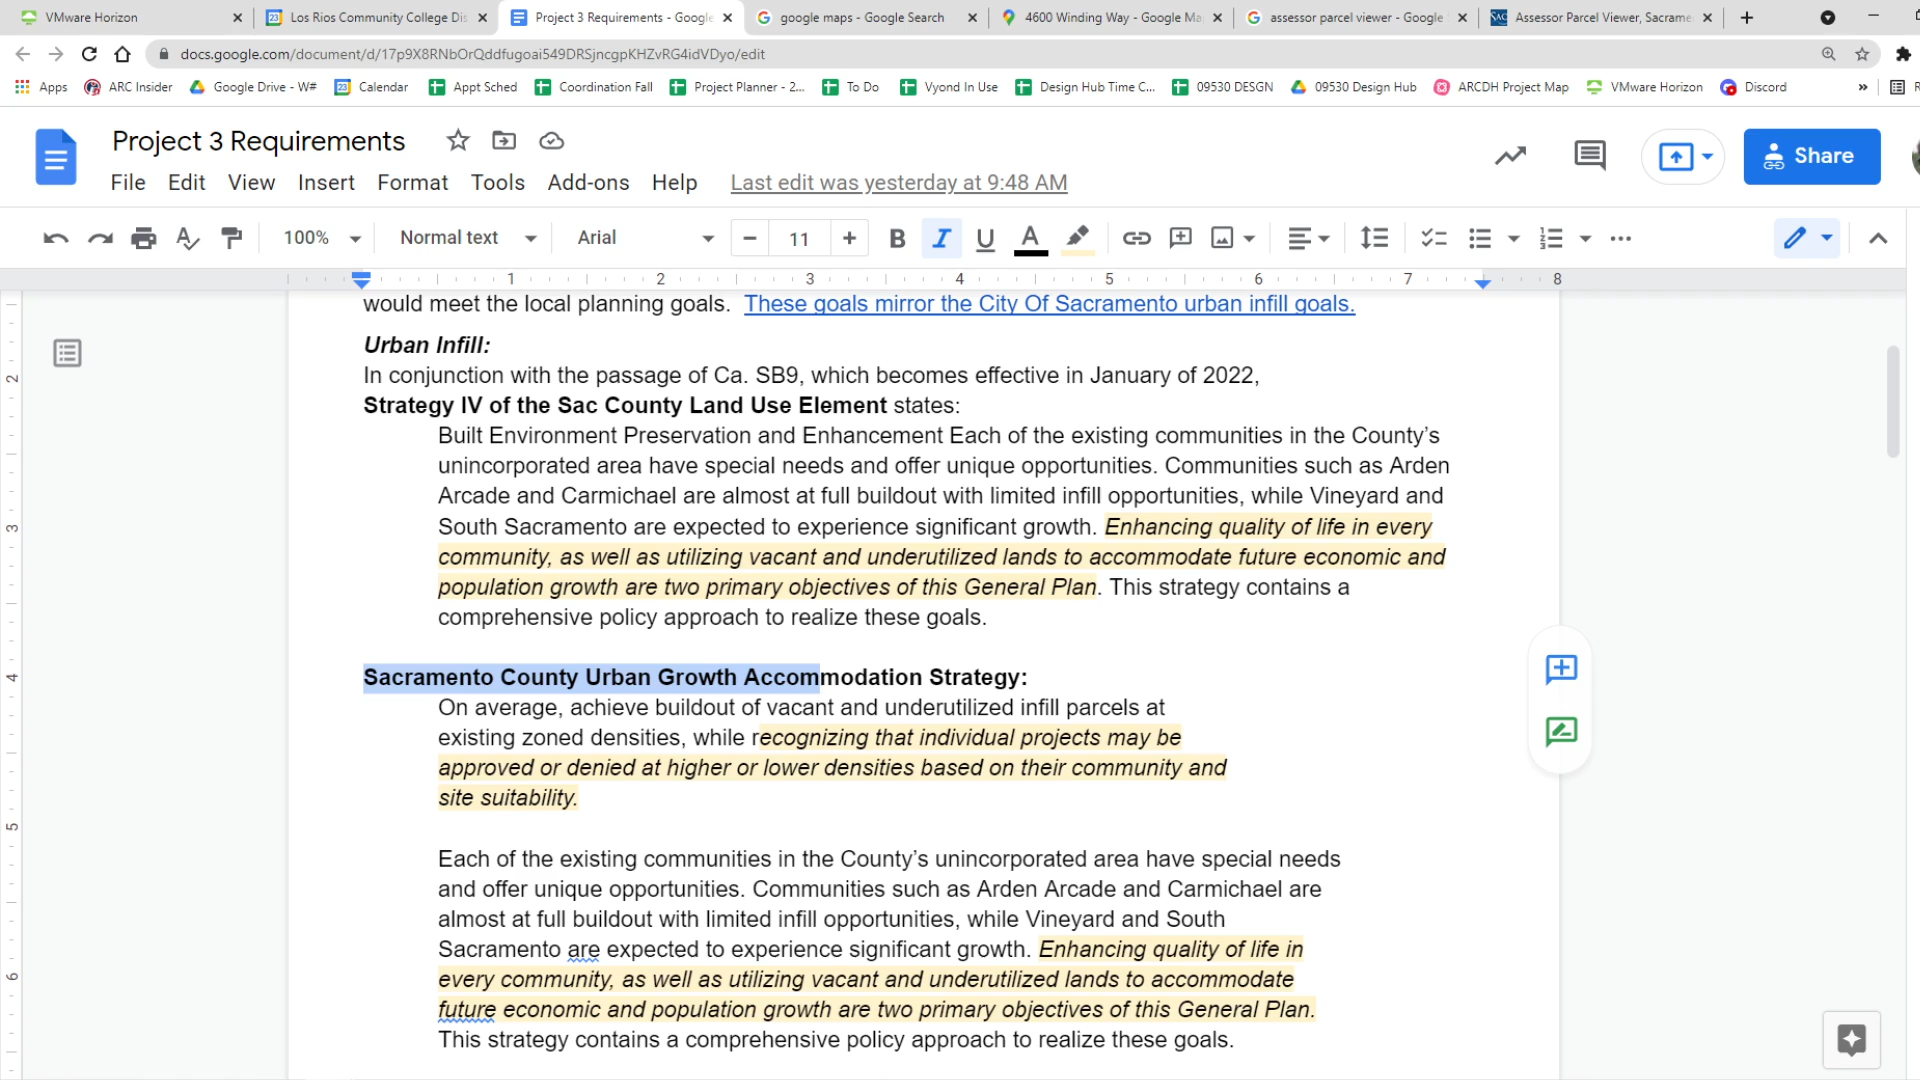 VMware Horizon
Los Rios Community College Dis
Project 3 Requirements - Google
google maps - Google Search
4600 Winding Way - Google Ma
assessor parcel viewer - Google
Assessor Parcel Viewer, Sacrame
docs.google.com/document/d/17p9X8RNbOrQddfugoai549DRSjncgpKHZvRG4idVDyo/edit
Apps ARC Insider Google Drive - W# Calendar Appt Sched Coordination Fall Project Planner - 2... To Do Vyond In Use Design Hub Time C... 09530 DESGN 09530 Design Hub ARCDH Project Map VMware Horizon Discord »
Project 3 Requirements
Share
File Edit View Insert Format Tools Add-ons Help Last edit was yesterday at 9:48 AM
100% Normal text Arial 11 B I U A
1 2 3 4 5 6 7 8
would meet the local planning goals. These goals mirror the City Of Sacramento urban infill goals.
Urban Infill:
In conjunction with the passage of Ca. SB9, which becomes effective in January of 2022,
Strategy IV of the Sac County Land Use Element states:
Built Environment Preservation and Enhancement Each of the existing communities in the County's
unincorporated area have special needs and offer unique opportunities. Communities such as Arden
Arcade and Carmichael are almost at full buildout with limited infill opportunities, while Vineyard and
South Sacramento are expected to experience significant growth. Enhancing quality of life in every
community, as well as utilizing vacant and underutilized lands to accommodate future economic and
population growth are two primary objectives of this General Plan. This strategy contains a
comprehensive policy approach to realize these goals.
Sacramento County Urban Growth Accommodation Strategy:
On average, achieve buildout of vacant and underutilized infill parcels at
existing zoned densities, while recognizing that individual projects may be
approved or denied at higher or lower densities based on their community and
site suitability.
Each of the existing communities in the County's unincorporated area have special needs
and offer unique opportunities. Communities such as Arden Arcade and Carmichael are
almost at full buildout with limited infill opportunities, while Vineyard and South
Sacramento are expected to experience significant growth. Enhancing quality of life in
every community, as well as utilizing vacant and underutilized lands to accommodate
future economic and population growth are two primary objectives of this General Plan.
This strategy contains a comprehensive policy approach to realize these goals.
2
3
4
5
6